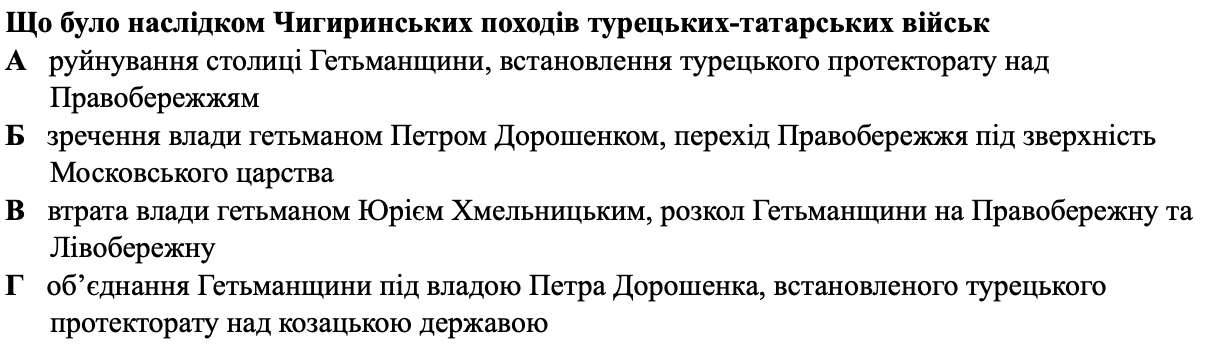 Що було наслідком Чигиринських походів турецьких-татарських військ
А руйнування столиці Гетьманщини, встановлення турецького протекторату над
Правобережжям
Б зречення влади гетьманом Петром Дорошенком, перехід Правобережжя під зверхність
Московського царства
В втрата влади гетьманом Юрієм Хмельницьким, розкол Гетьманщини на Правобережну та
Лівобережну
Г об’єднання Гетьманщини під владою Петра Дорошенка, встановленого турецького
протекторату над козацькою державою